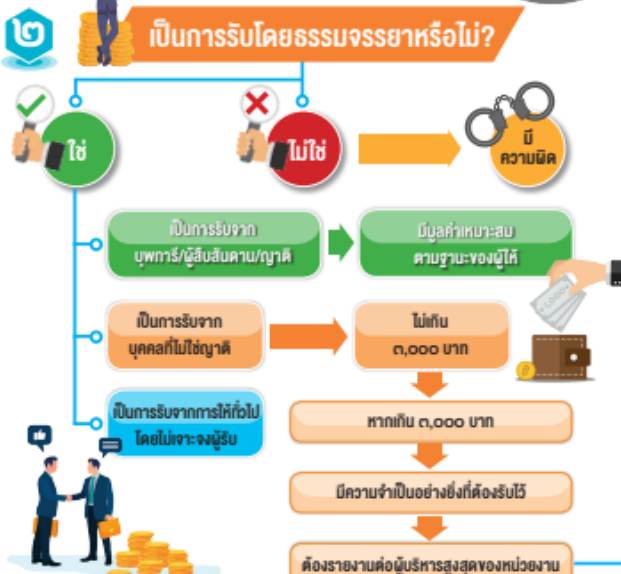 ๒
เป็นการรับโดยธรรมจรรยาหรือไม่?
ใช่
ไม่ใช่
มี
ความผิด
เป็นการรับจาก
บุพการี/ผู้สืบสันดาน/ญาติ
มีมูลค่าเหมาะสม
ตามฐานะของผู้ให้
เป็นการรับจาก
บุคคลที่ไม่ใช่ญาติ
ไม่เกิน
๓,๐๐๐ บาท
เป็นการรับจากการให้ทั่วไป
โดยไม่เจาะจงผู้รับ
หากเกิน ๓,๐๐๐ บาท
มีความจำเป็นอย่างยิ่งที่ต้องรับไว้
ต้องรายงานต่อผู้บริหารสูงสุดของหน่วยงาน